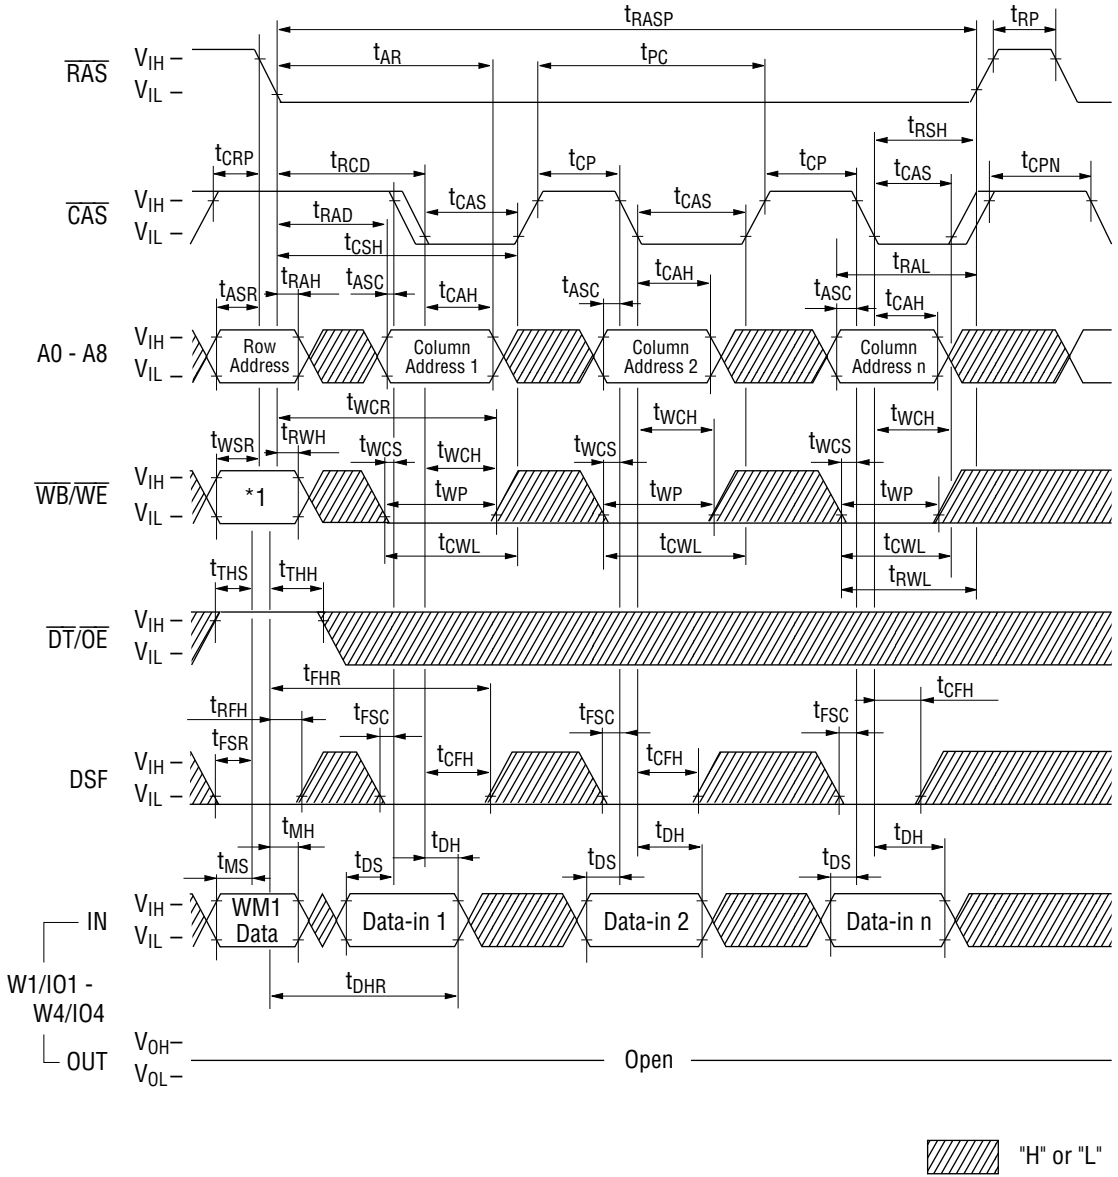 tRASP tRP
RAS VIH tAR tPC
VIL
tRSH
tCRP tRCD tCP tCP tCPN
CAS VIH tCAS tCAS tCAS
VIL tRAD
tCSH
tRAL
tASR tRAH tASC tCAH tASC tCAH tASC tCAH
A0 - A8 VIH Row Address Column Address 1 Column Address 2 Column Address n
VIL
tWCR
tWSR tRWH tWCS tWCH tWCS tWCH tWCS tWCH
WB/WE VIH *1 tWP tWP tWP
VIL
tCWL tCWL tCWL
tRWL
tTHS tTHH
DT/OE VIH
VIL
tFHR
tRFH tCFH
tFSR tFSC tFSC tFSC
DSF VIH tCFH tCFH
VIL
tMH
tMS tDS tDH tDS tDH tDS tDH
IN VIH WM1 Data Data-in 1 Data-in 2 Data-in n
VIL
tDHR
W1/IO1 -
W4/IO4
OUT VOH Open
VOL
"H" or "L"